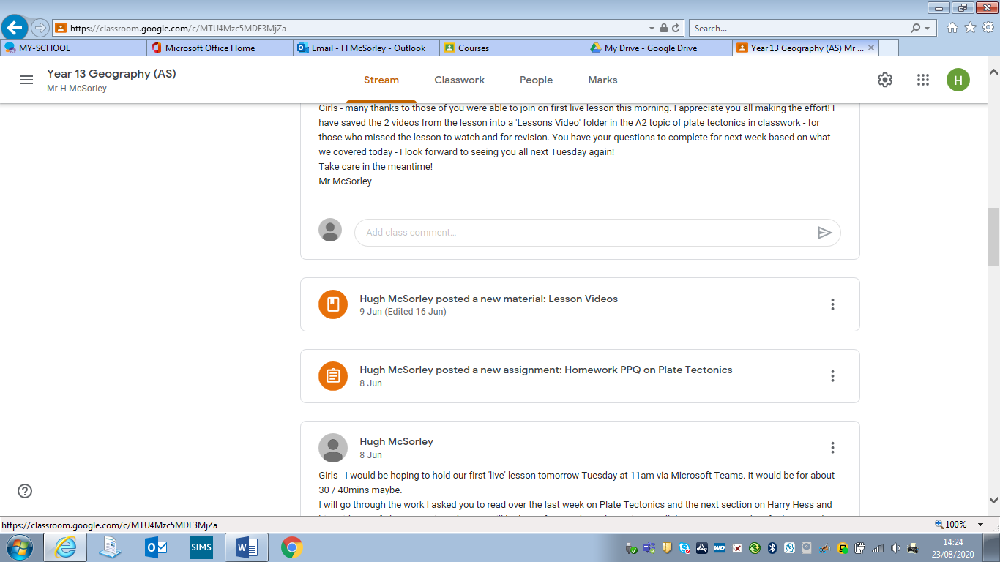 https://classroom.google.com/c/MTU4Mzc5MDE3MjZa
Search...
MY-SCHOOL
Microsoft Office Home
Email - H McSorley - Outlook
Courses
My Drive - Google Drive
Year 13 Geography (AS) Mr ...
Year 13 Geography (AS)
Mr H McSorley
Stream
Classwork
People
Marks
H
Girls - many thanks to those of you were able to join on first live lesson this morning. I appreciate you all making the effort! I
have saved the 2 videos from the lesson into a 'Lessons Video' folder in the A2 topic of plate tectonics in classwork - for
those who missed the lesson to watch and for revision. You have your questions to complete for next week based on what
we covered today - I look forward to seeing you all next Tuesday again!
Take care in the meantime!
Mr McSorley
Add class comment...
Hugh McSorley posted a new material: Lesson Videos
9 Jun (Edited 16 Jun)
Hugh McSorley posted a new assignment: Homework PPQ on Plate Tectonics
8 Jun
Hugh McSorley
8 Jun
Girls - I would be hoping to hold our first 'live' lesson tomorrow Tuesday at 11am via Microsoft Teams. It would be for about
30 / 40mins maybe.
I will go through the work I asked you to read over the last week on Plate Tectonics and the next section on Harry Hess and
https://classroom.google.com/c/MTU4Mzc5MDE3MjZa
100%
SIMS
WD
14:24
23/08/2020